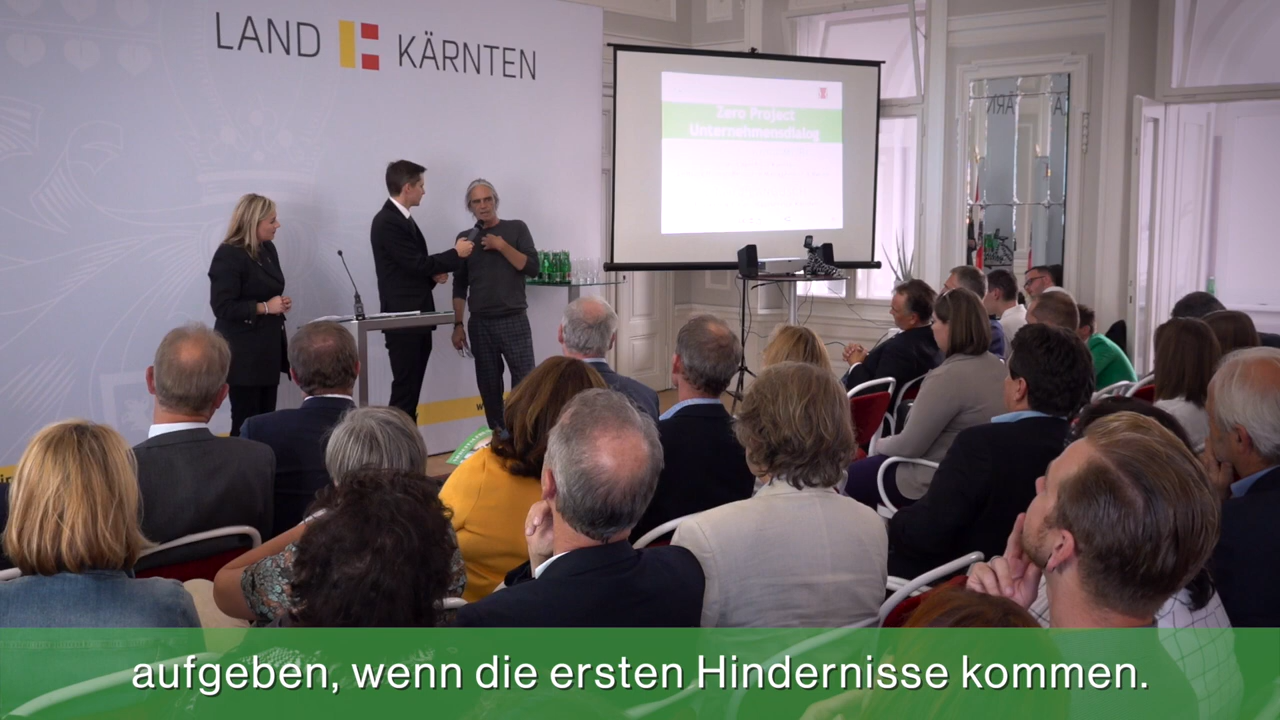 LAND KÄRNTEN
Zero Project
Unternehmensdialog
aufgeben, wenn die ersten Hindernisse kommen.